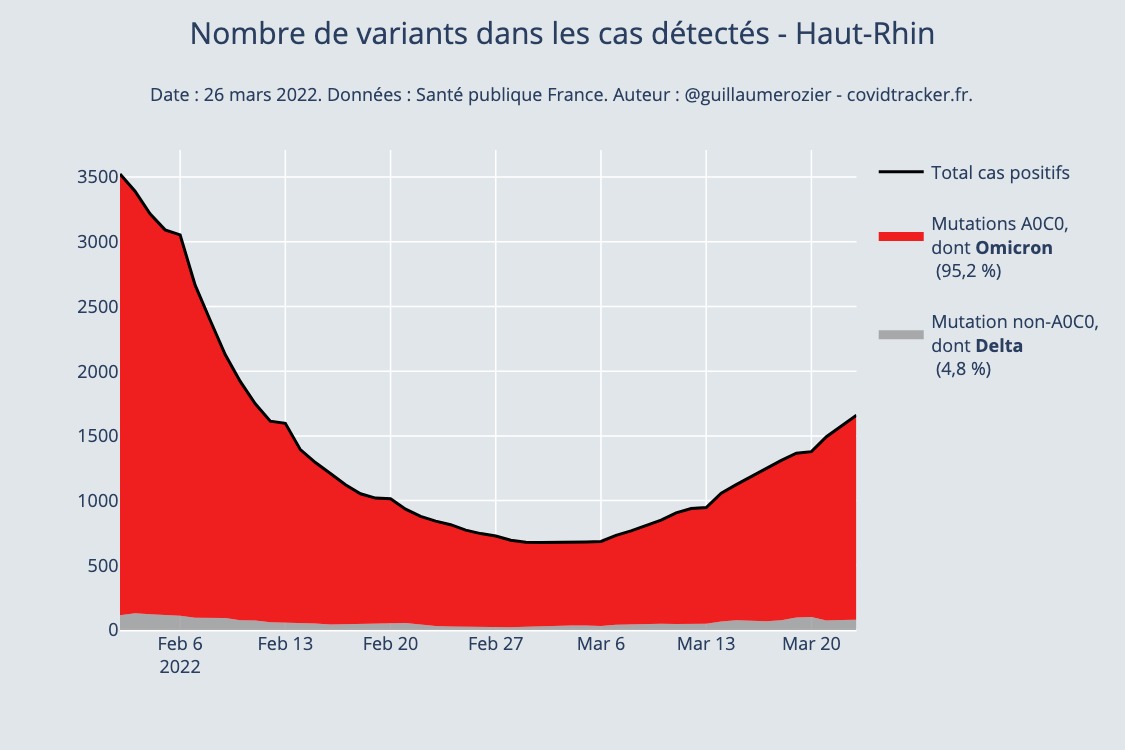 Nombre de variants dans les cas détectés - Haut-Rhin
Date : 26 mars 2022. Données : Santé publique France. Auteur : @guillaumerozier - covidtracker.fr.
3500
3000
2500
2000
1500
1000
500
0
Feb 6
2022
Feb 13
Feb 20
Feb 27
Mar 6
Mar 13
Mar 20
Total cas positifs
Mutations A0C0,
dont Omicron
(95,2 %)
Mutation non-A0C0,
dont Delta
(4,8 %)